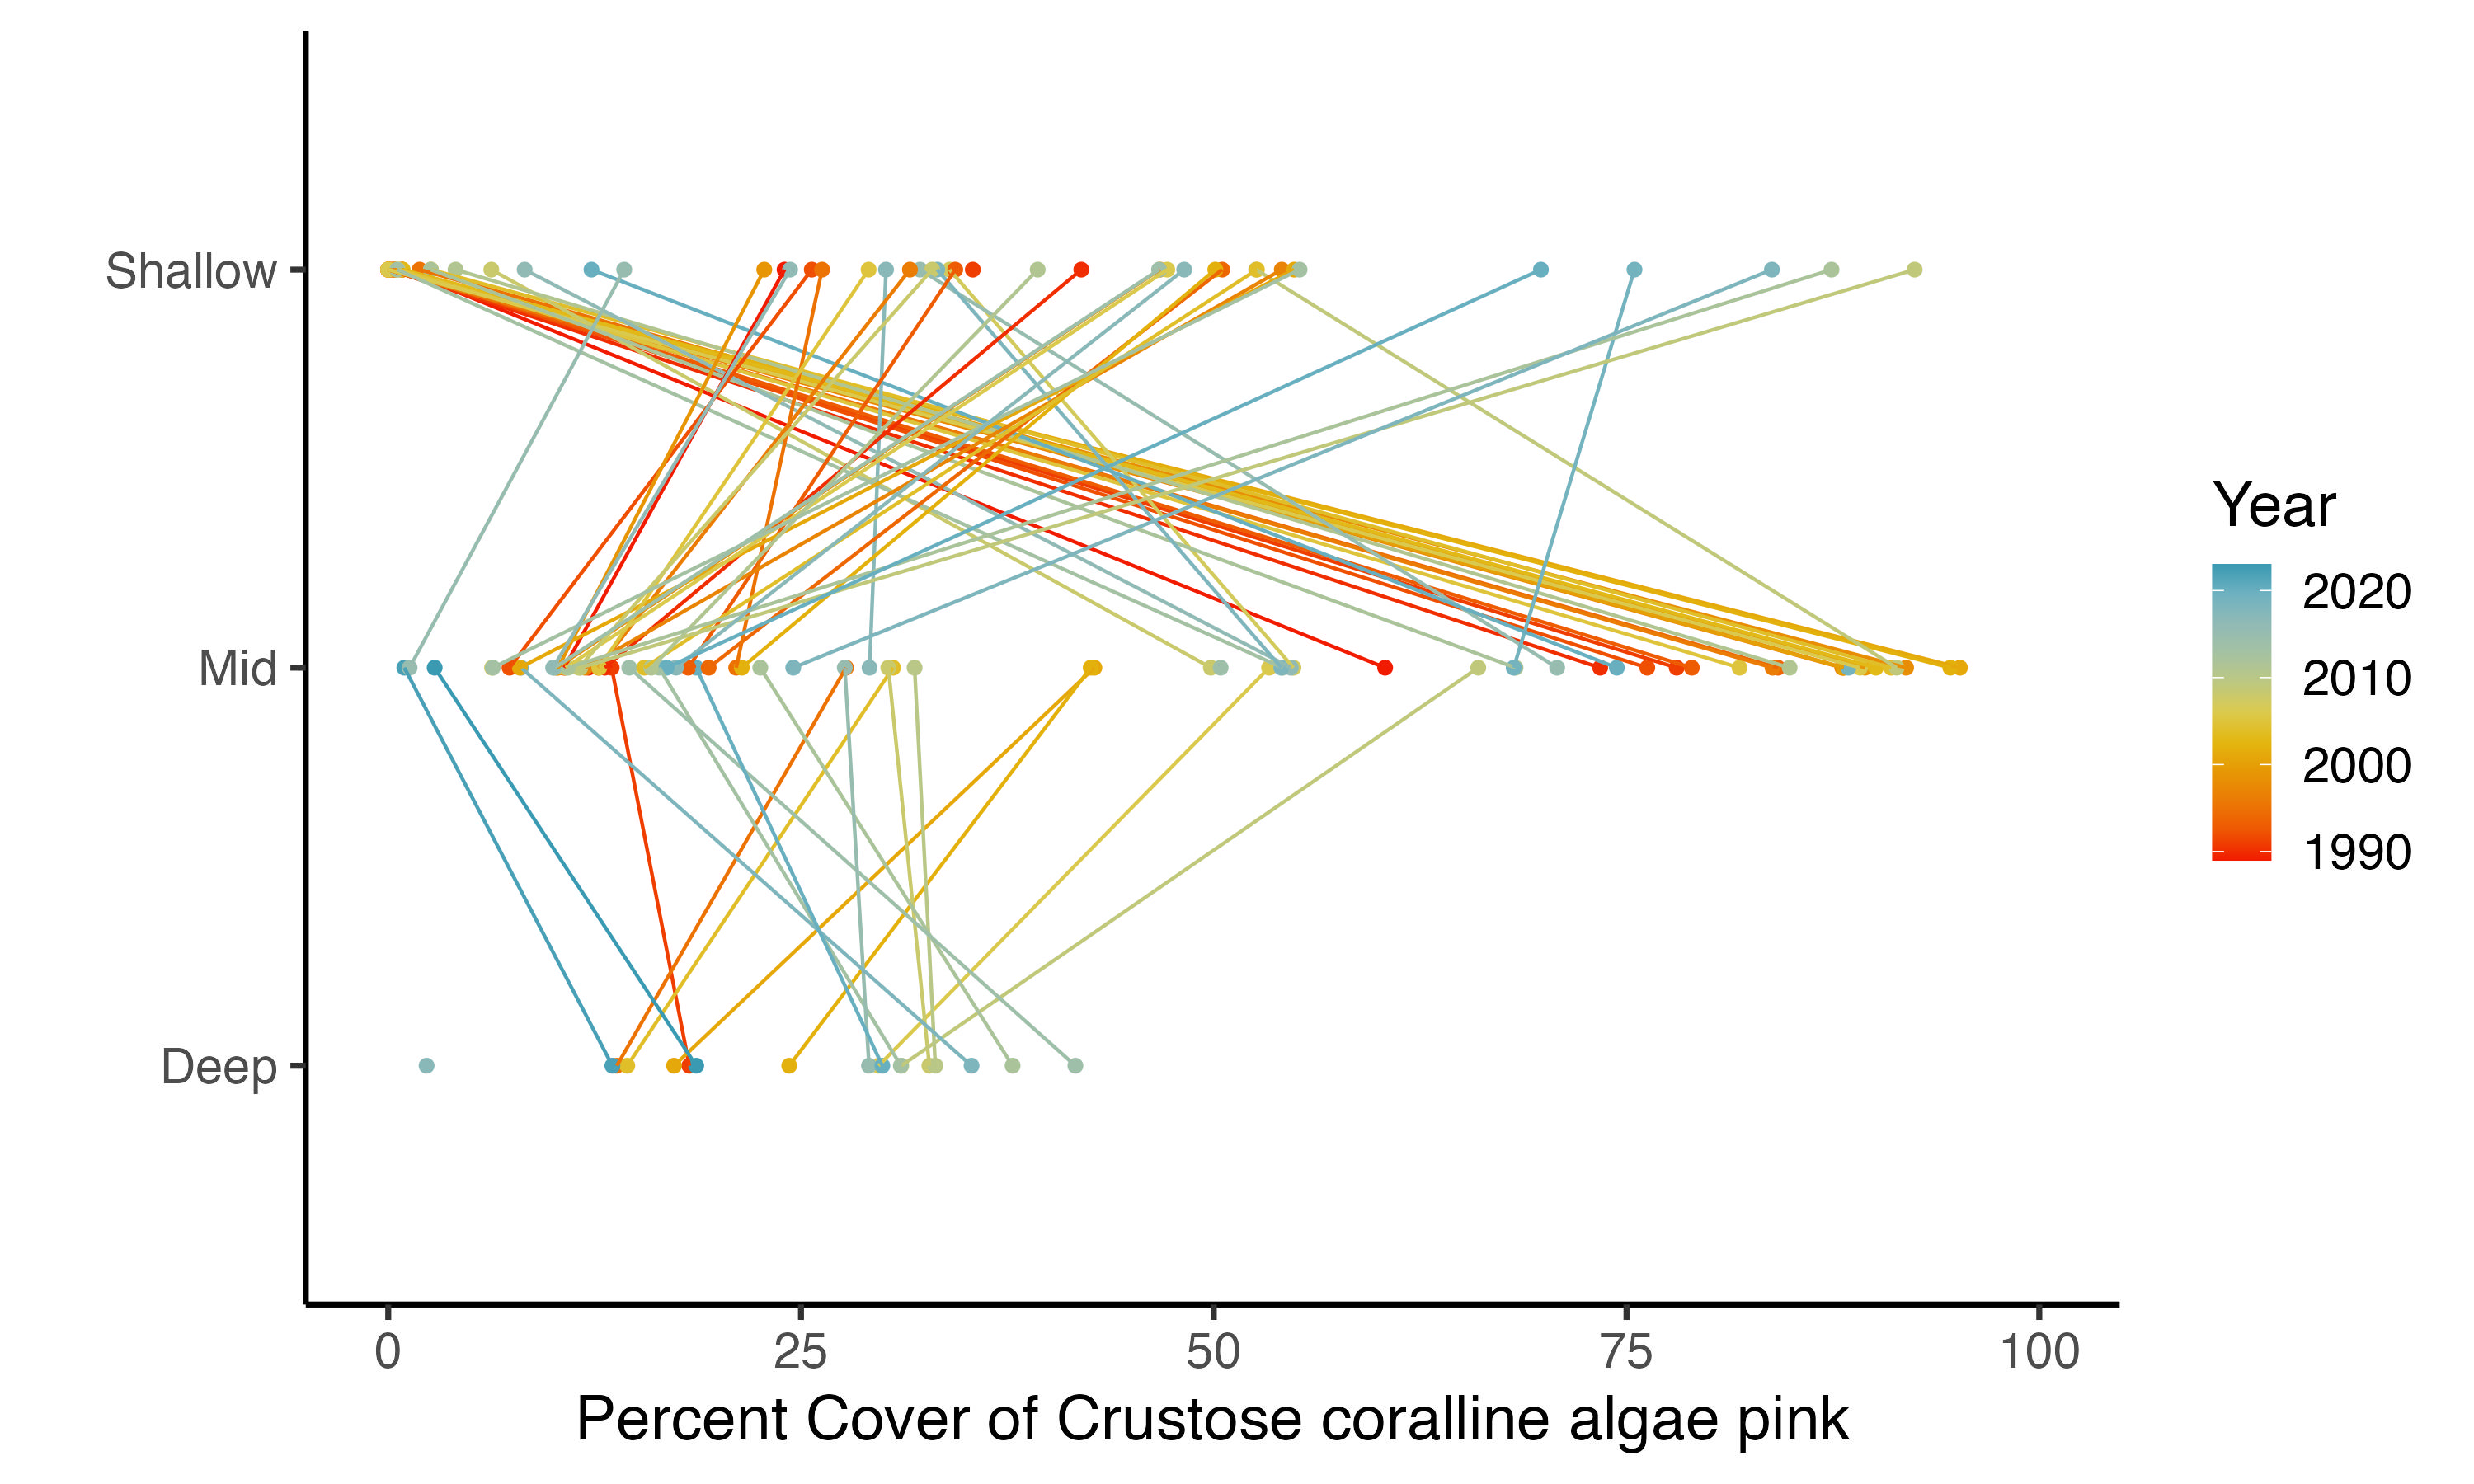 Shallow
Mid
Deep
0 25 50 75 100
Percent Cover of Crustose coralline algae pink
Year
2020
2010
2000
1990